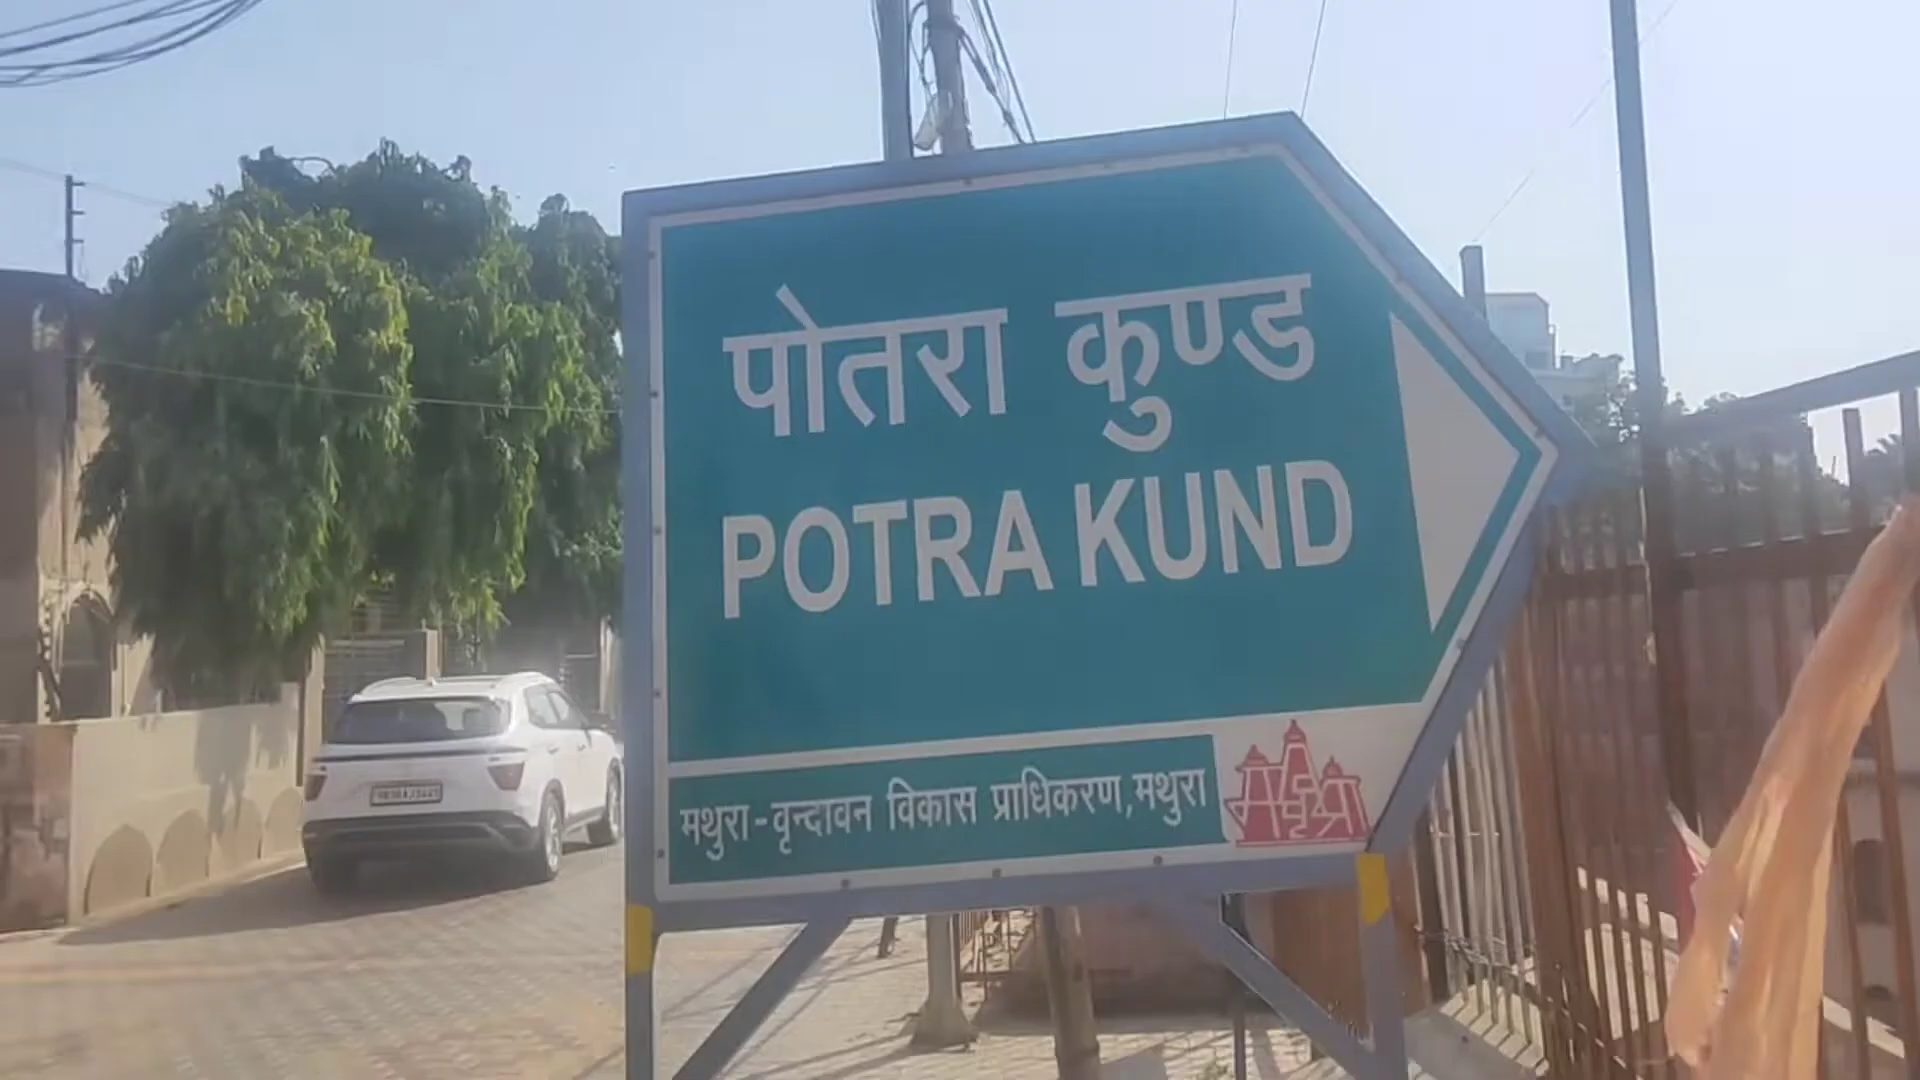 पोतरा कुण्ड
POTRA KUND
मथुरा-वृन्दावन विकास प्राधिकरण,मथुरा